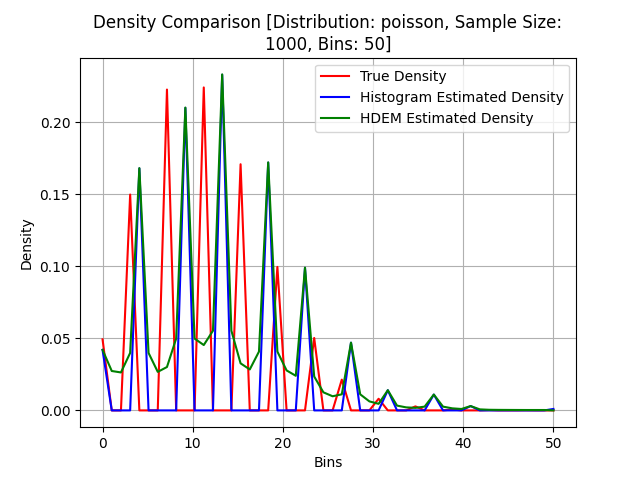 Density Comparison [Distribution: poisson, Sample Size:
1000, Bins: 50]
True Density
Histogram Estimated Density
HDEM Estimated Density
Density
0.20
0.15
0.10
0.05
0.00
0 10 20 30 40 50
Bins